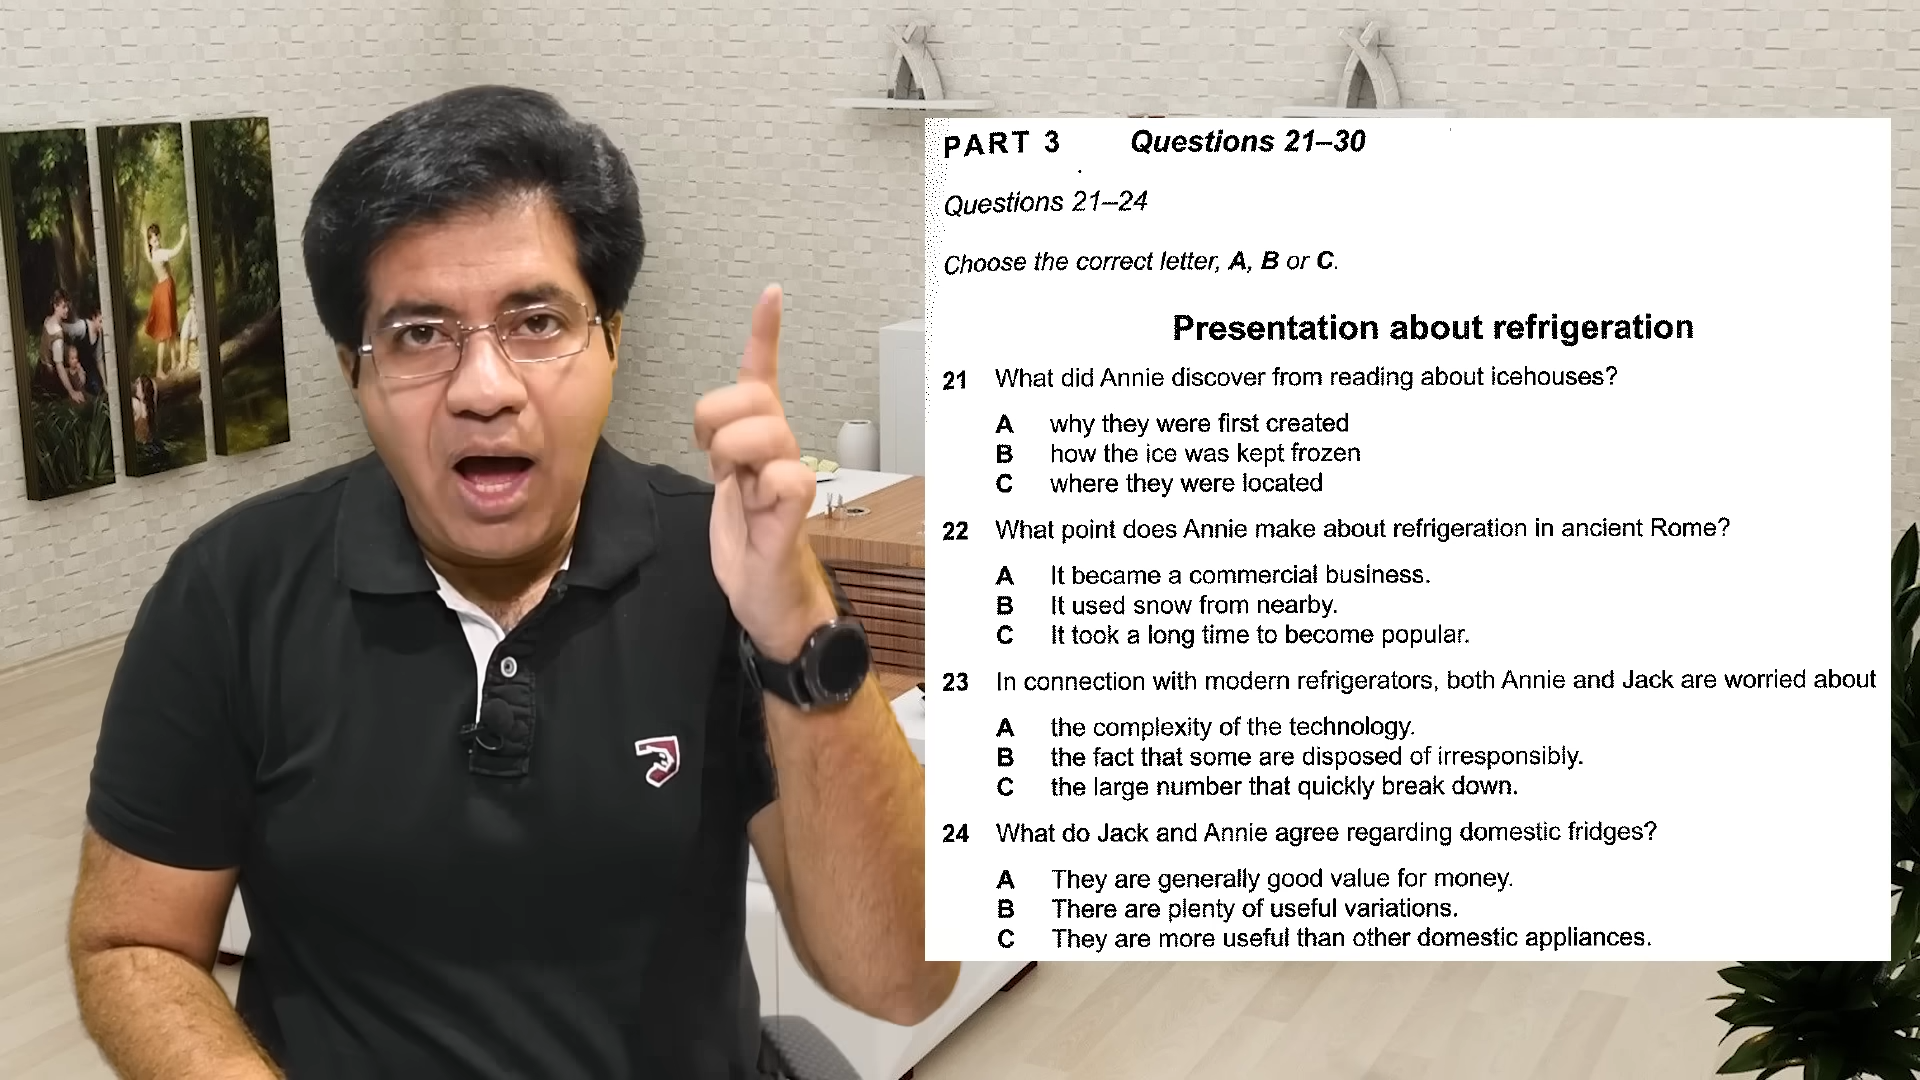 PART 3 Questions 21–30
Questions 21–24
Choose the correct letter, A, B or C.
Presentation about refrigeration
21 What did Annie discover from reading about icehouses?
A why they were first created
B how the ice was kept frozen
C where they were located
22 What point does Annie make about refrigeration in ancient Rome?
A It became a commercial business.
B It used snow from nearby.
C It took a long time to become popular.
23 In connection with modern refrigerators, both Annie and Jack are worried about
A the complexity of the technology.
B the fact that some are disposed of irresponsibly.
C the large number that quickly break down.
24 What do Jack and Annie agree regarding domestic fridges?
A They are generally good value for money.
B There are plenty of useful variations.
C They are more useful than other domestic appliances.